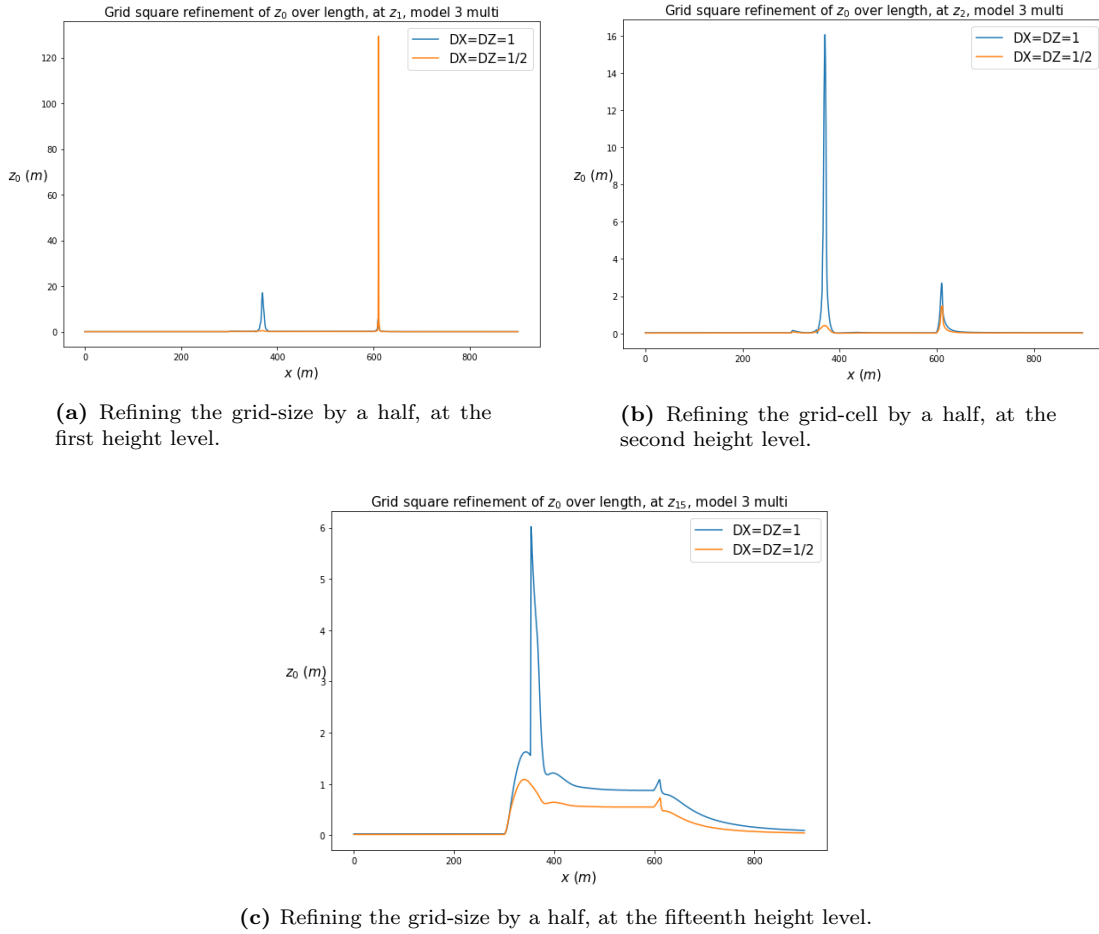 Grid square refinement of z₀ over length, at z₁, model 3 multi
DX=DZ=1
DX=DZ=1/2
120
100
80
60
40
20
0
z₀ (m)
0 200 400 600 800
x (m)
(a) Refining the grid-size by a half, at the
first height level.
Grid square refinement of z₀ over length, at z₂, model 3 multi
DX=DZ=1
DX=DZ=1/2
16
14
12
10
8
6
4
2
0
z₀ (m)
0 200 400 600 800
x (m)
(b) Refining the grid-cell by a half, at the
second height level.
Grid square refinement of z₀ over length, at z₁₅, model 3 multi
DX=DZ=1
DX=DZ=1/2
6
5
4
3
2
1
0
z₀ (m)
0 200 400 600 800
x (m)
(c) Refining the grid-size by a half, at the fifteenth height level.